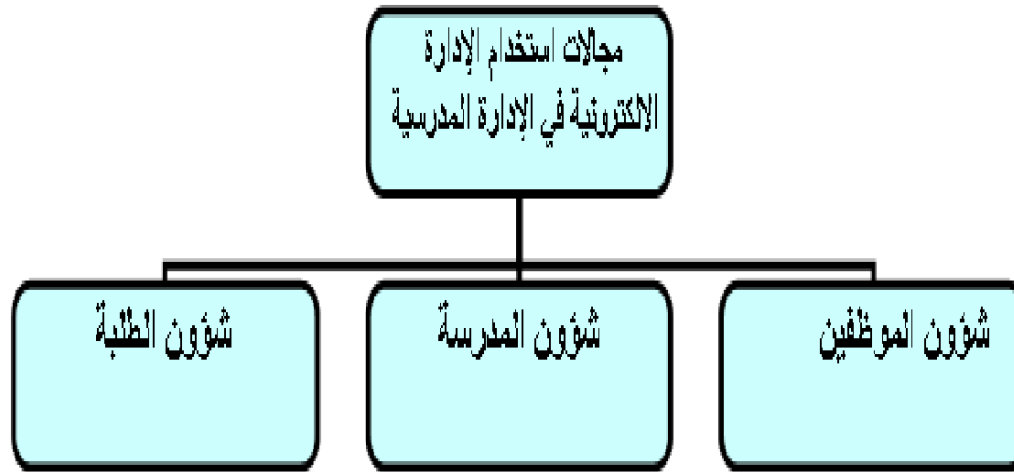 مجالات استخدام الإدارة
الالكترونية في الإدارة المدرسية
شؤون الموظفين
شؤون المدرسة
شؤون الطلبة